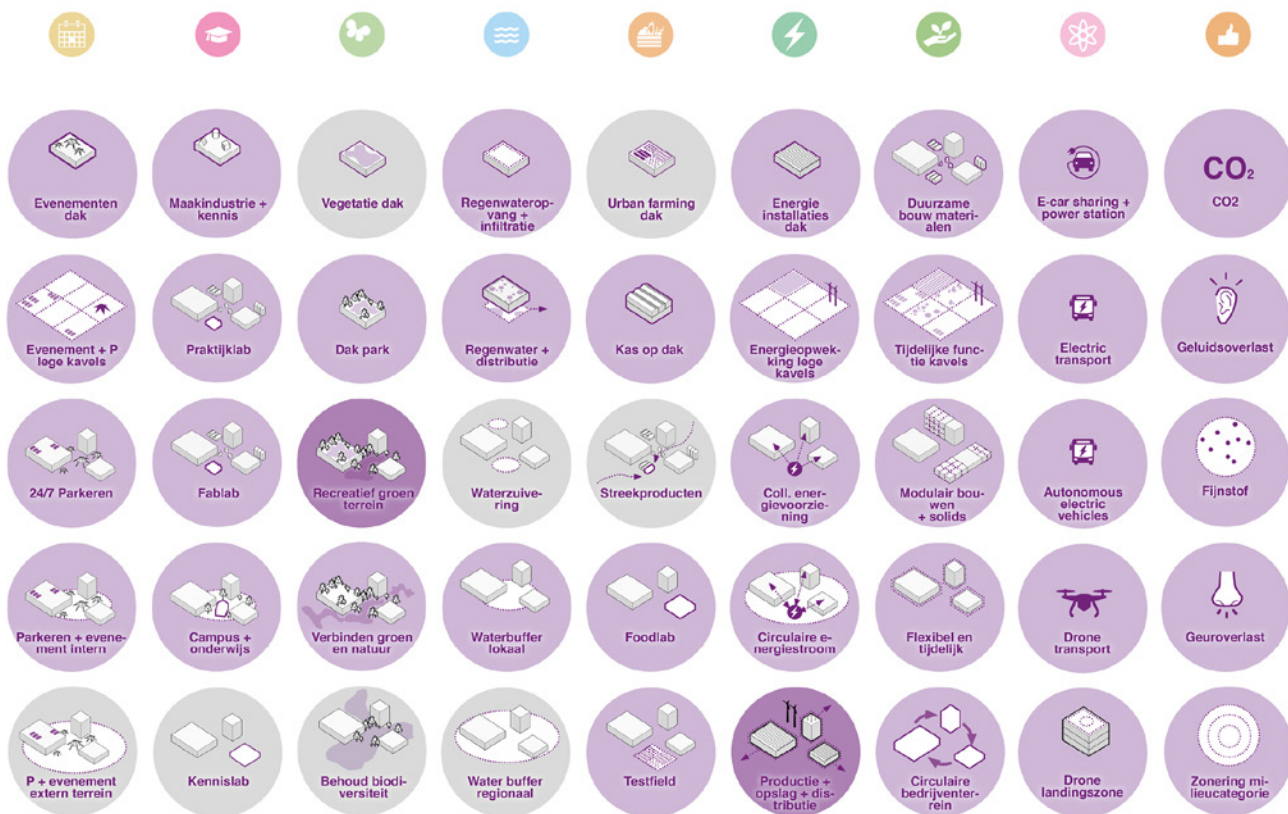 Evenementen
dak
Maakindustrie +
kennis
Vegetatie dak
Regenwaterop-
vang +
infiltratie
Urban farming
dak
Energie
installaties
dak
Duurzame
bouw materi-
alen
E-car sharing +
power station
CO₂
CO2
Evenement + P
lege kavels
Praktijklab
Dak park
Regenwater +
distributie
Kas op dak
Energieopwek-
king lege
kavels
Tijdelijke func-
tie kavels
Electric
transport
Geluidsoverlast
24/7 Parkeren
Fablab
Recreatief groen
terrein
Waterzuive-
ring
Streekproducten
Coll. ener-
gievoorzie-
ning
Modulair bou-
wen
+ solids
Autonomous
electric
vehicles
Fijnstof
Parkeren + evene-
ment intern
Campus +
onderwijs
Verbinden groen
en natuur
Waterbuffer
lokaal
Foodlab
Circulaire e-
nergiestroom
Flexibel en
tijdelijk
Drone
transport
Geuroverlast
P + evenement
extern terrein
Kennislab
Behoud biodi-
versiteit
Water buffer
regionaal
Testfield
Productie +
opslag + dis-
tributie
Circulaire
bedrijventer-
rein
Drone
landingszone
Zonering mi-
lieucategorie